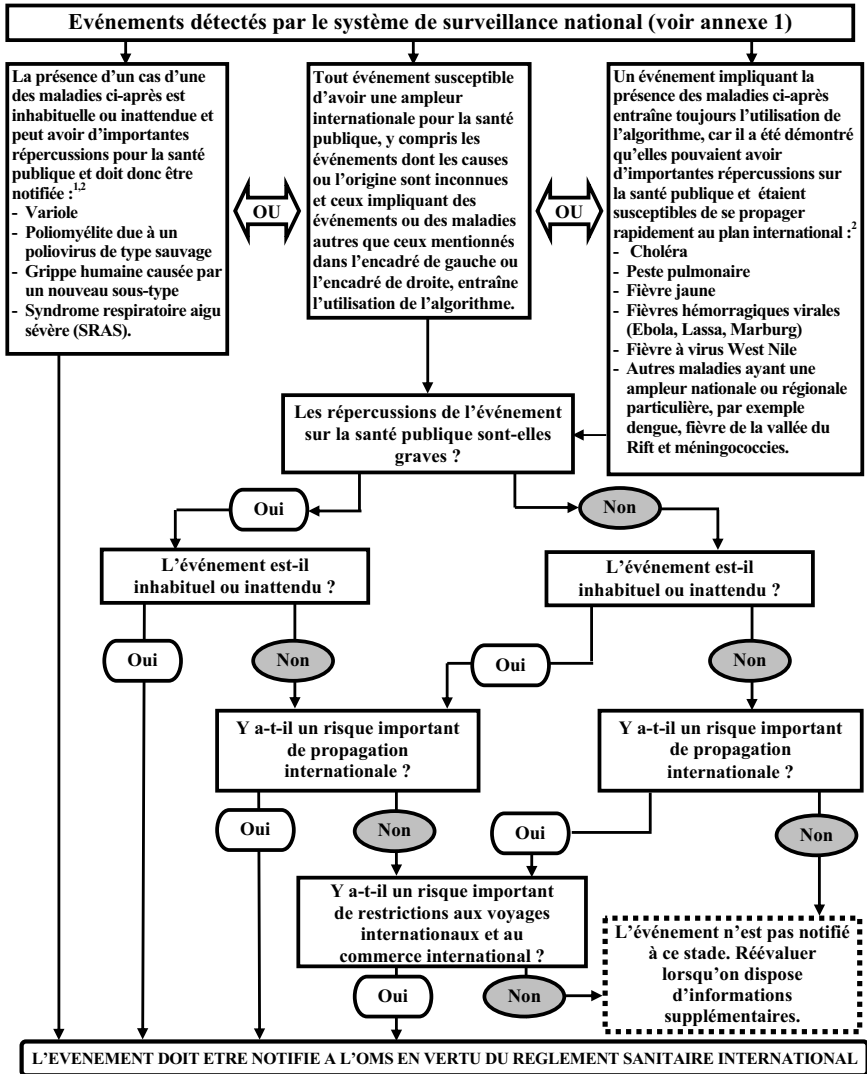 Evénements détectés par le système de surveillance national (voir annexe 1)
La présence d'un cas d'une
des maladies ci-après est
inhabituelle ou inattendue et
peut avoir d'importantes
répercussions pour la santé
publique et doit donc être
notifiée :1,2
- Variole
- Poliomyélite due à un
poliovirus de type sauvage
- Grippe humaine causée par
un nouveau sous-type
- Syndrome respiratoire aigu
sévère (SRAS).
OU
Tout événement susceptible
d'avoir une ampleur
internationale pour la santé
publique, y compris les
événements dont les causes
ou l'origine sont inconnues
et ceux impliquant des
événements ou des maladies
autres que ceux mentionnés
dans l'encadré de gauche ou
l'encadré de droite, entraîne
l'utilisation de l'algorithme.
OU
Un événement impliquant la
présence des maladies ci-après
entraîne toujours l'utilisation de
l'algorithme, car il a été démontré
qu'elles pouvaient avoir
d'importantes répercussions sur
la santé publique et étaient
susceptibles de se propager
rapidement au plan international :2
- Choléra
- Peste pulmonaire
- Fièvre jaune
- Fièvres hémorragiques virales
(Ebola, Lassa, Marburg)
- Fièvre à virus West Nile
- Autres maladies ayant une
ampleur nationale ou régionale
particulière, par exemple
dengue, fièvre de la vallée du
Rift et méningococcies.
Les répercussions de l'événement
sur la santé publique sont-elles
graves ?
Oui
Non
L'événement est-il
inhabituel ou inattendu ?
L'événement est-il
inhabituel ou inattendu ?
Oui
Non
Oui
Non
Y a-t-il un risque important
de propagation
internationale ?
Y a-t-il un risque important
de propagation
internationale ?
Oui
Non
Oui
Non
Y a-t-il un risque important
de restrictions aux voyages
internationaux et au
commerce international ?
L'événement n'est pas notifié
à ce stade. Réévaluer
lorsqu'on dispose
d'informations
supplémentaires.
Oui
Non
L'EVENEMENT DOIT ETRE NOTIFIE A L'OMS EN VERTU DU REGLEMENT SANITAIRE INTERNATIONAL